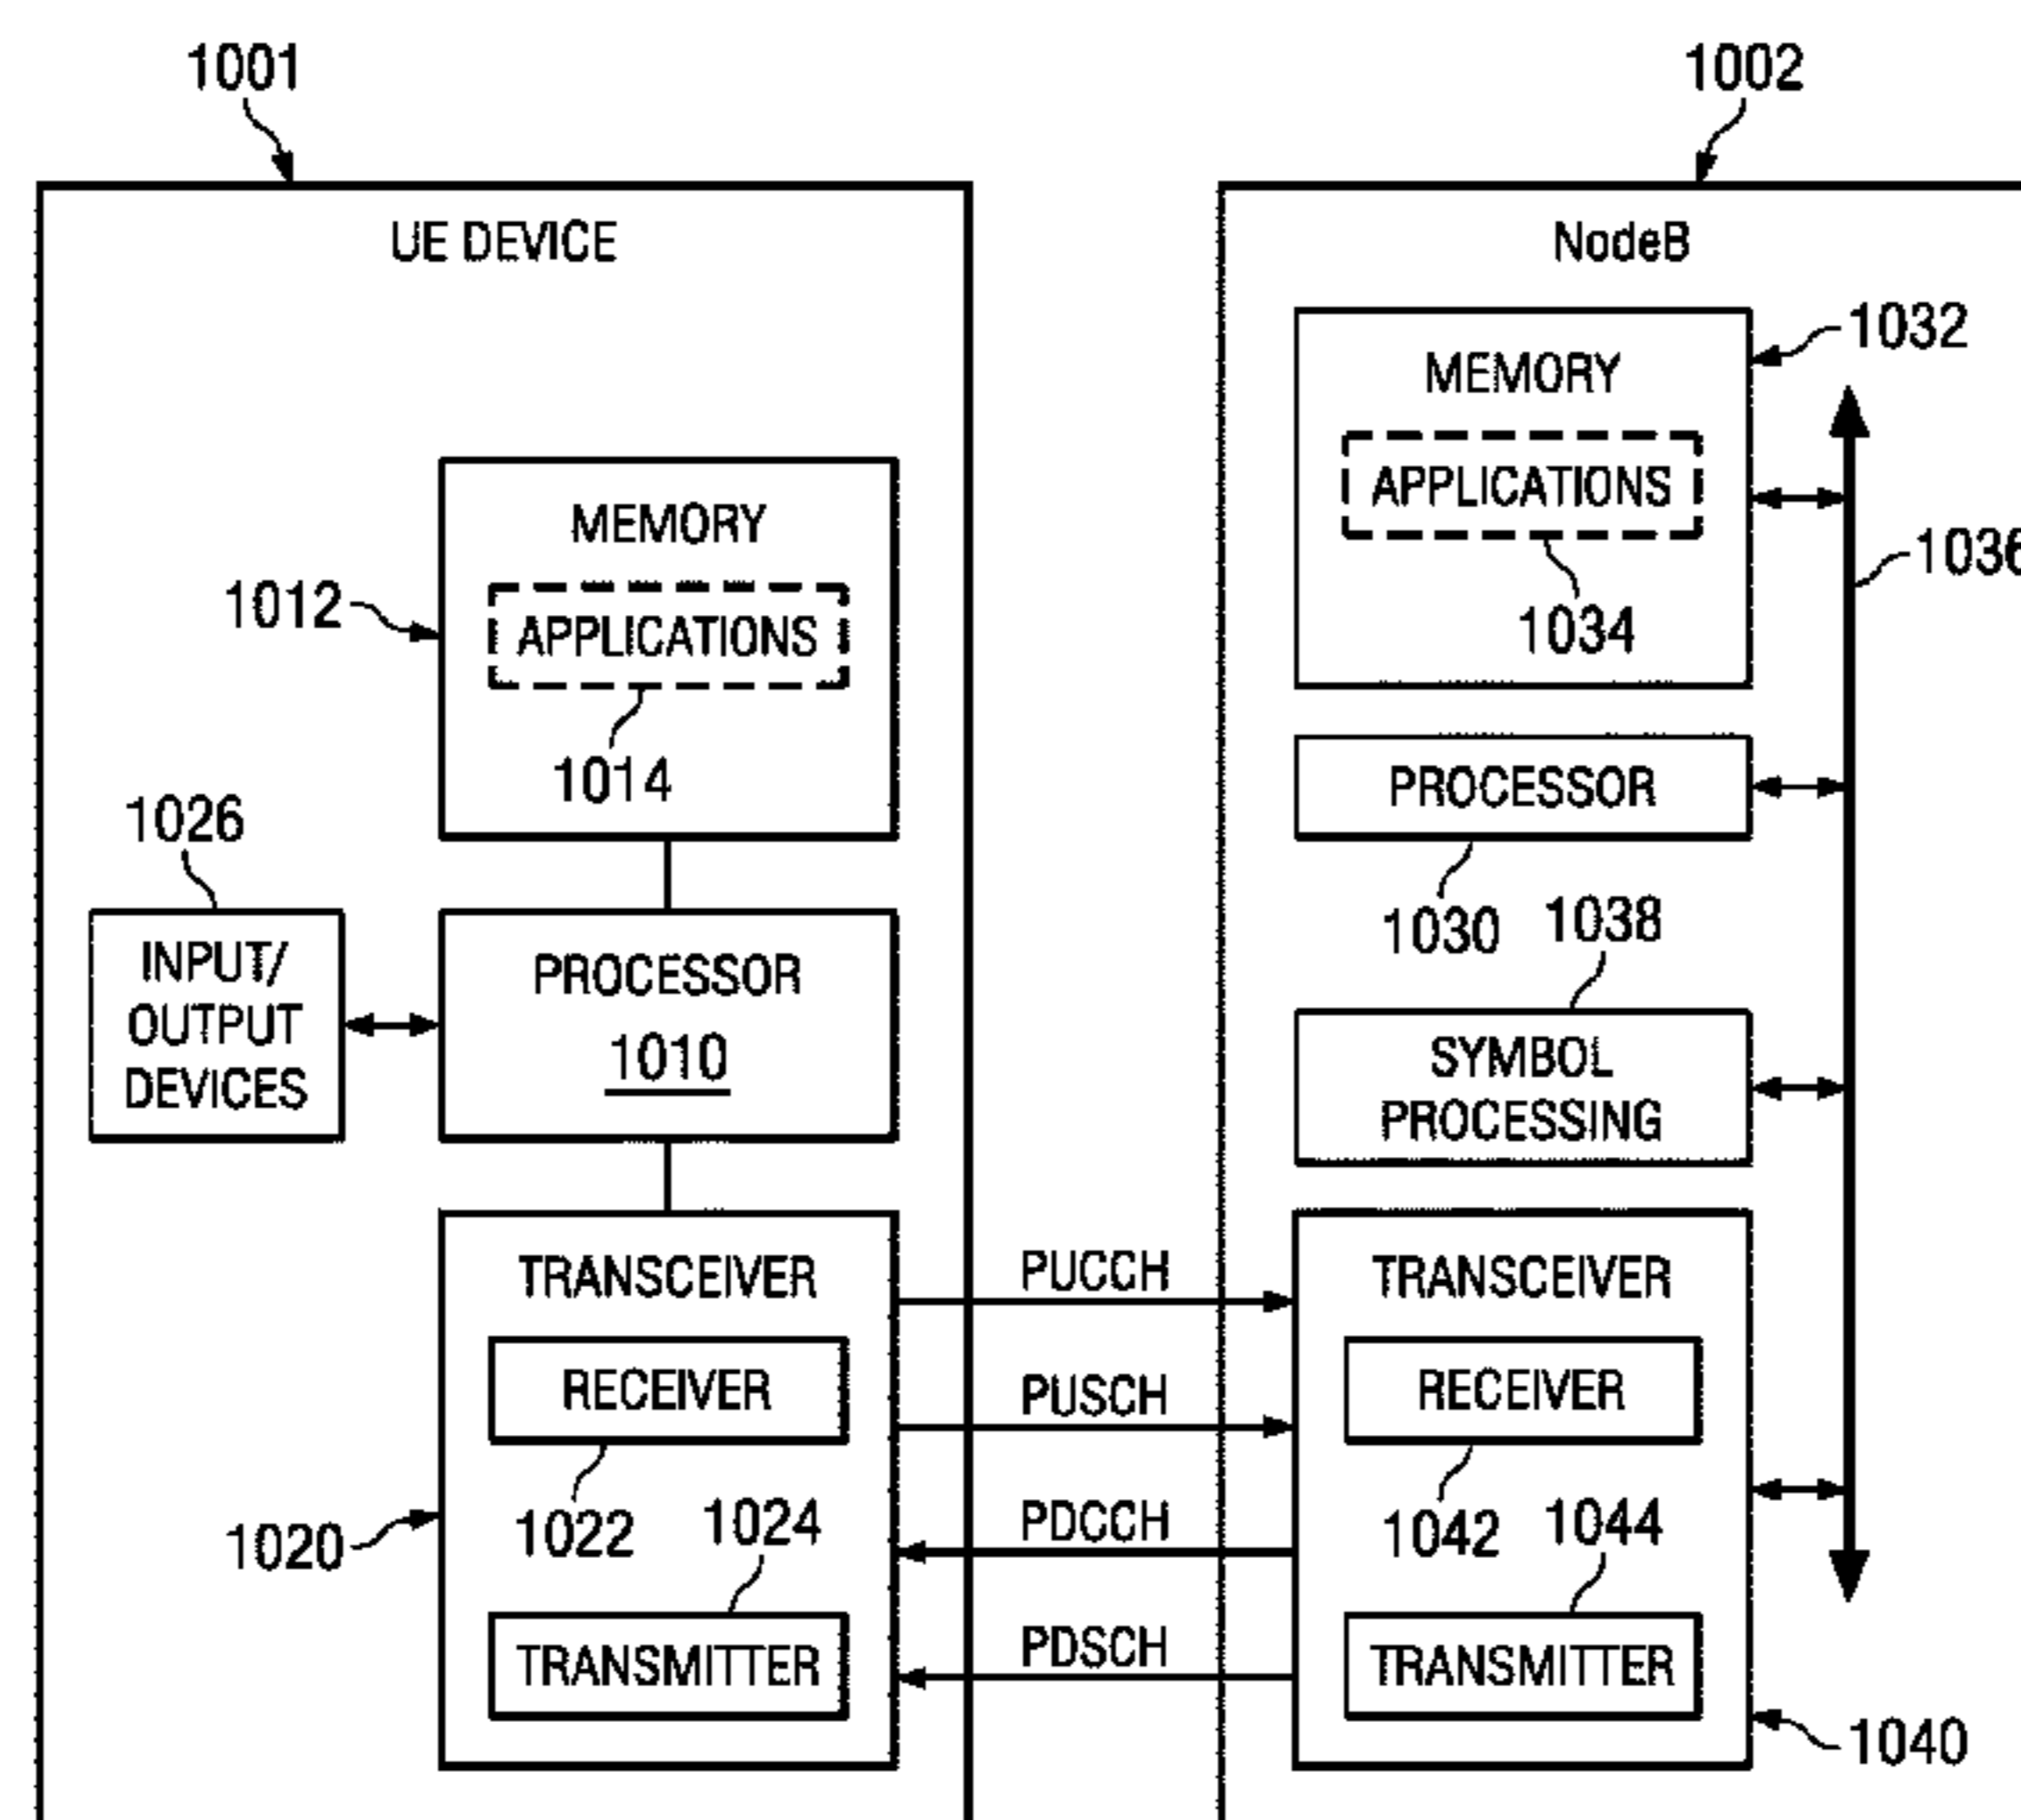 1001
1002
UE DEVICE
NodeB
1032
MEMORY
APPLICATIONS
1034
1036
MEMORY
APPLICATIONS
1012
1014
PROCESSOR
1030
1026
INPUT/
OUTPUT
DEVICES
PROCESSOR
1010
1038
SYMBOL
PROCESSING
TRANSCEIVER
RECEIVER
1022
1024
1020
TRANSMITTER
PUCCH
PUSCH
PDCCH
PDSCH
TRANSCEIVER
RECEIVER
1042
1044
TRANSMITTER
1040